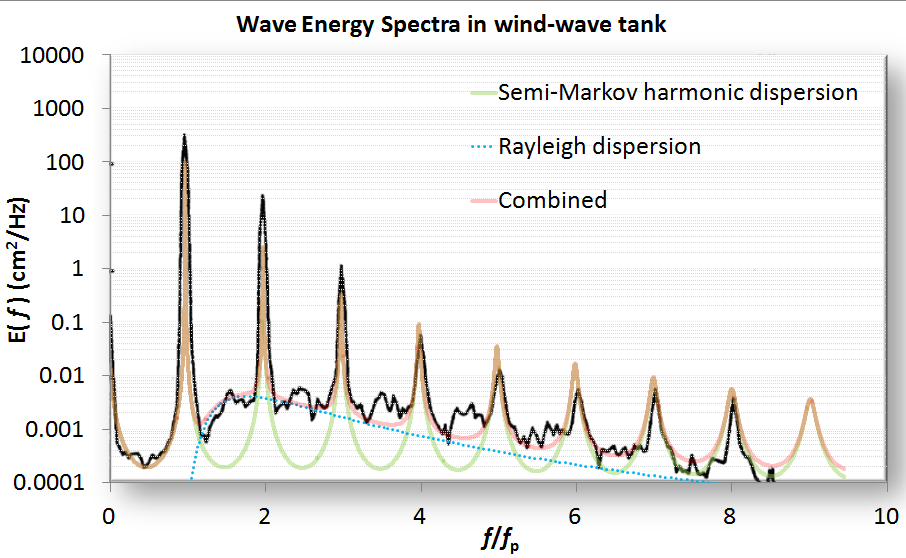 Wave Energy Spectra in wind-wave tank
E( f ) (cm²/Hz)
10000
1000
100
10
1
0.1
0.01
0.001
0.0001
Semi-Markov harmonic dispersion
Rayleigh dispersion
Combined
0 2 4 6 8 10
f/fp